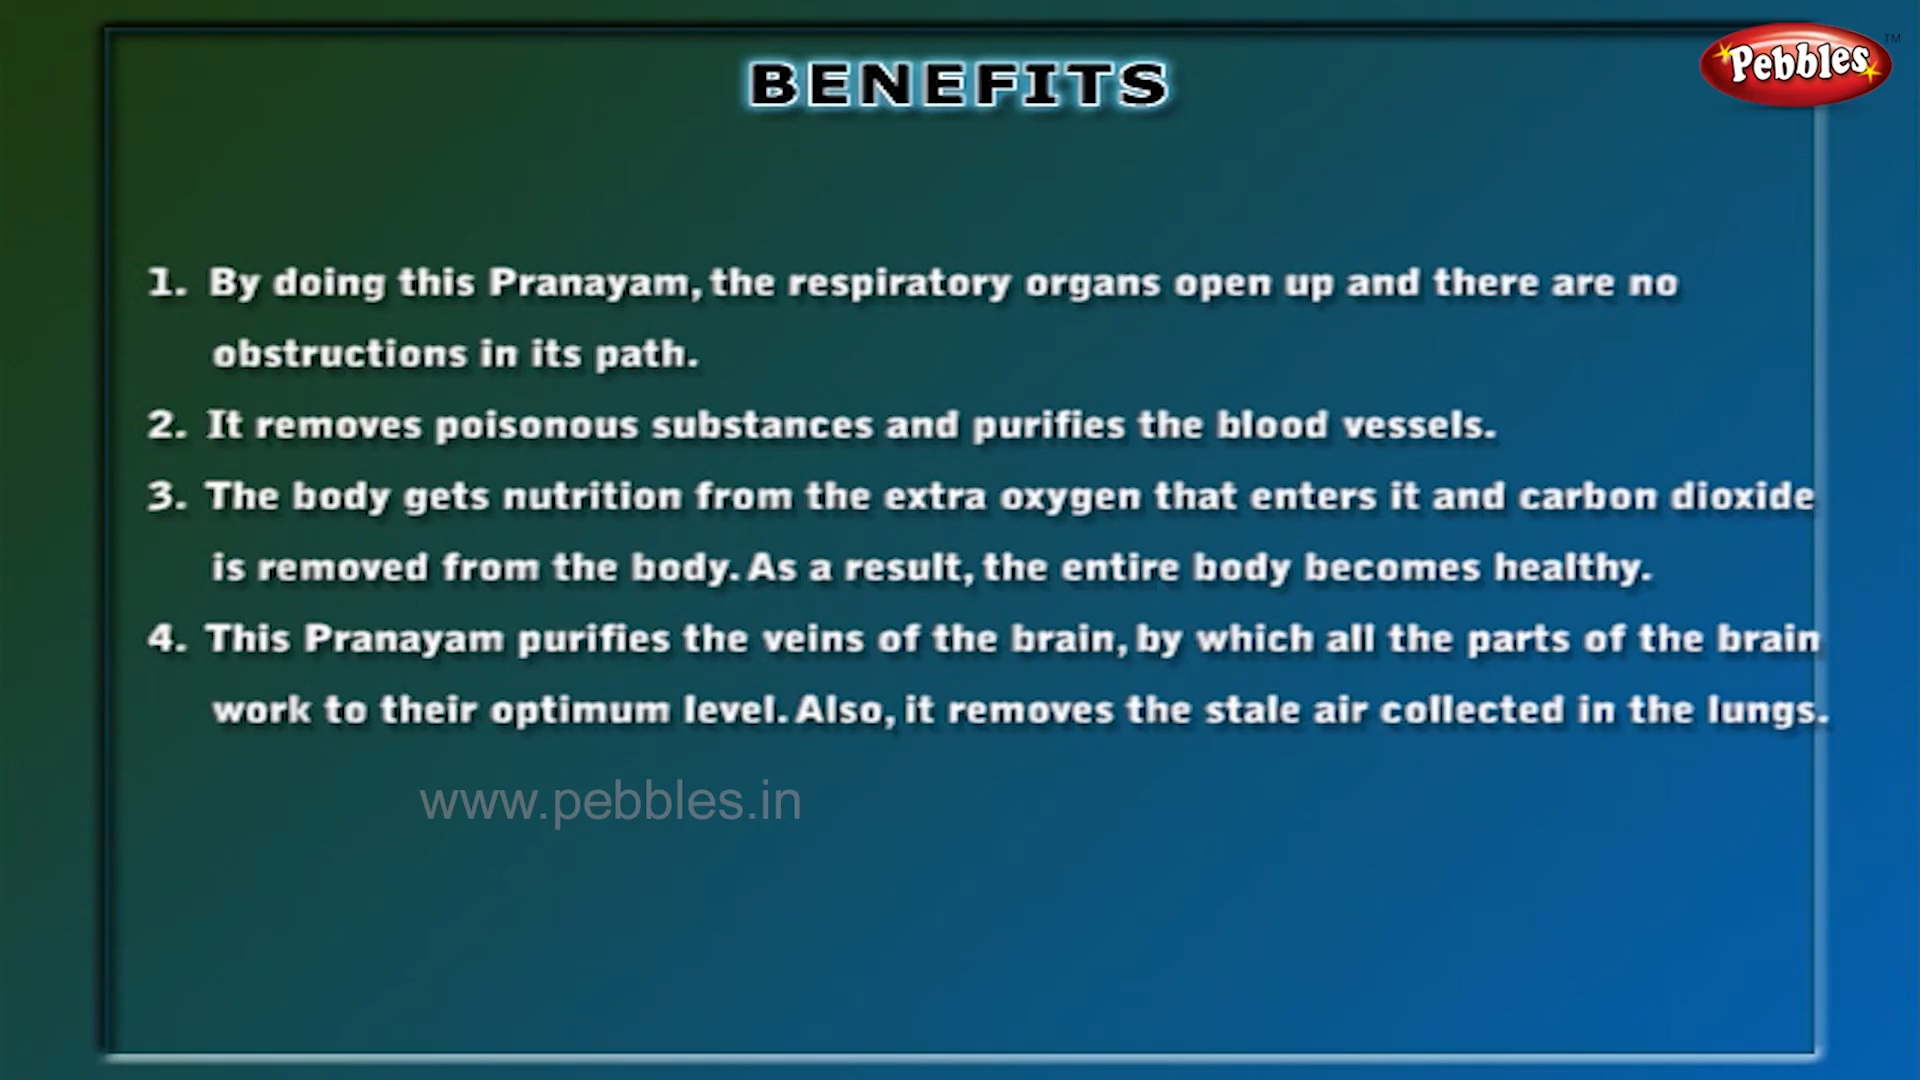 BENEFITS
Pebbles TM
1. By doing this Pranayam, the respiratory organs open up and there are no
obstructions in its path.
2. It removes poisonous substances and purifies the blood vessels.
3. The body gets nutrition from the extra oxygen that enters it and carbon dioxide
is removed from the body. As a result, the entire body becomes healthy.
4. This Pranayam purifies the veins of the brain, by which all the parts of the brain
work to their optimum level. Also, it removes the stale air collected in the lungs.
www.pebbles.in